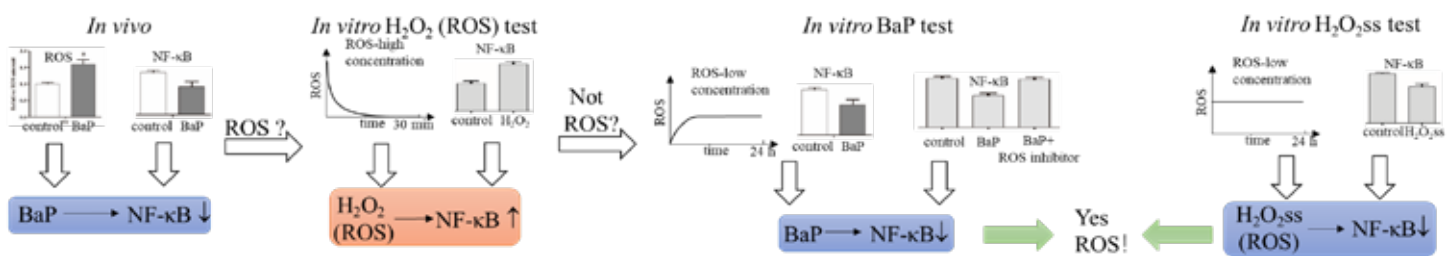 In vivo
ROS
*
NF-κB
control
BaP
control BaP
BaP
NF-κB ↓
ROS ?
In vitro H₂O₂ (ROS) test
ROS-high
concentration
ROS
time 30 min
NF-κB
control H₂O₂
H₂O₂
(ROS)
NF-κB ↑
Not
ROS?
In vitro BaP test
ROS-low
concentration
ROS
time 24 h
NF-κB
control BaP
NF-κB
control BaP BaP+
ROS inhibitor
BaP
NF-κB↓
Yes
ROS!
In vitro H₂O₂ss test
ROS-low
concentration
ROS
time
24 h
NF-κB
control H₂O₂ss
H₂O₂ss
(ROS)
NF-κB↓